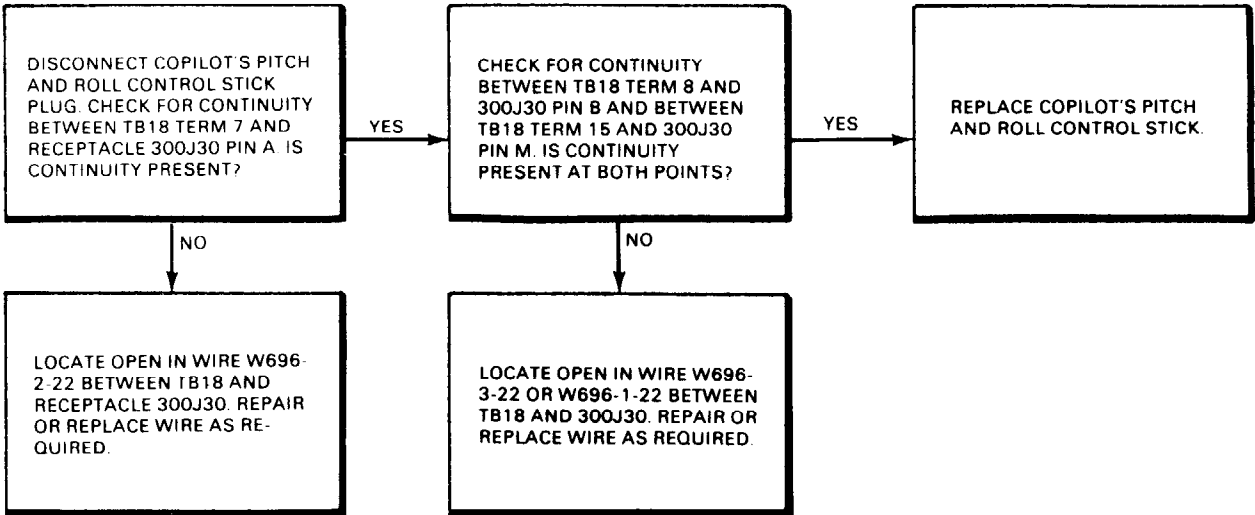 DISCONNECT COPILOT'S PITCH
AND ROLL CONTROL STICK
PLUG. CHECK FOR CONTINUITY
BETWEEN TB18 TERM 7 AND
RECEPTACLE 300J30 PIN A. IS
CONTINUITY PRESENT?
YES
CHECK FOR CONTINUITY
BETWEEN TB18 TERM 8 AND
300J30 PIN B AND BETWEEN
TB18 TERM 15 AND 300J30
PIN M. IS CONTINUITY
PRESENT AT BOTH POINTS?
YES
REPLACE COPILOT'S PITCH
AND ROLL CONTROL STICK.
NO
NO
LOCATE OPEN IN WIRE W696-
2-22 BETWEEN TB18 AND
RECEPTACLE 300J30. REPAIR
OR REPLACE WIRE AS RE-
QUIRED.
LOCATE OPEN IN WIRE W696-
3-22 OR W696-1-22 BETWEEN
TB18 AND 300J30. REPAIR OR
REPLACE WIRE AS REQUIRED.